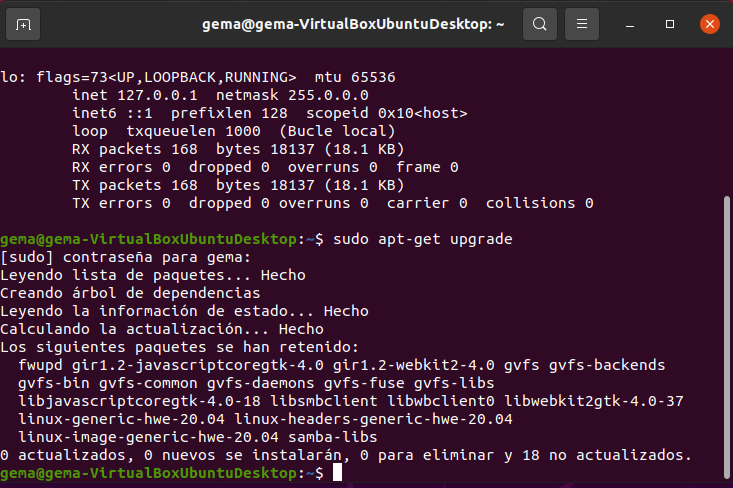 gema@gema-VirtualBoxUbuntuDesktop: ~
lo: flags=73<UP,LOOPBACK,RUNNING>  mtu 65536
        inet 127.0.0.1  netmask 255.0.0.0
        inet6 ::1  prefixlen 128  scopeid 0x10<host>
        loop  txqueuelen 1000  (Bucle local)
        RX packets 168  bytes 18137 (18.1 KB)
        RX errors 0  dropped 0  overruns 0  frame 0
        TX packets 168  bytes 18137 (18.1 KB)
        TX errors 0  dropped 0 overruns 0  carrier 0  collisions 0
gema@gema-VirtualBoxUbuntuDesktop:~$ sudo apt-get upgrade
[sudo] contraseña para gema:
Leyendo lista de paquetes... Hecho
Creando árbol de dependencias
Leyendo la información de estado... Hecho
Calculando la actualización... Hecho
Los siguientes paquetes se han retenido:
  fwupd gir1.2-javascriptcoregtk-4.0 gir1.2-webkit2-4.0 gvfs gvfs-backends
  gvfs-bin gvfs-common gvfs-daemons gvfs-fuse gvfs-libs
  libjavascriptcoregtk-4.0-18 libsmbclient libwbclient0 libwebkit2gtk-4.0-37
  linux-generic-hwe-20.04 linux-headers-generic-hwe-20.04
  linux-image-generic-hwe-20.04 samba-libs
0 actualizados, 0 nuevos se instalarán, 0 para eliminar y 18 no actualizados.
gema@gema-VirtualBoxUbuntuDesktop:~$